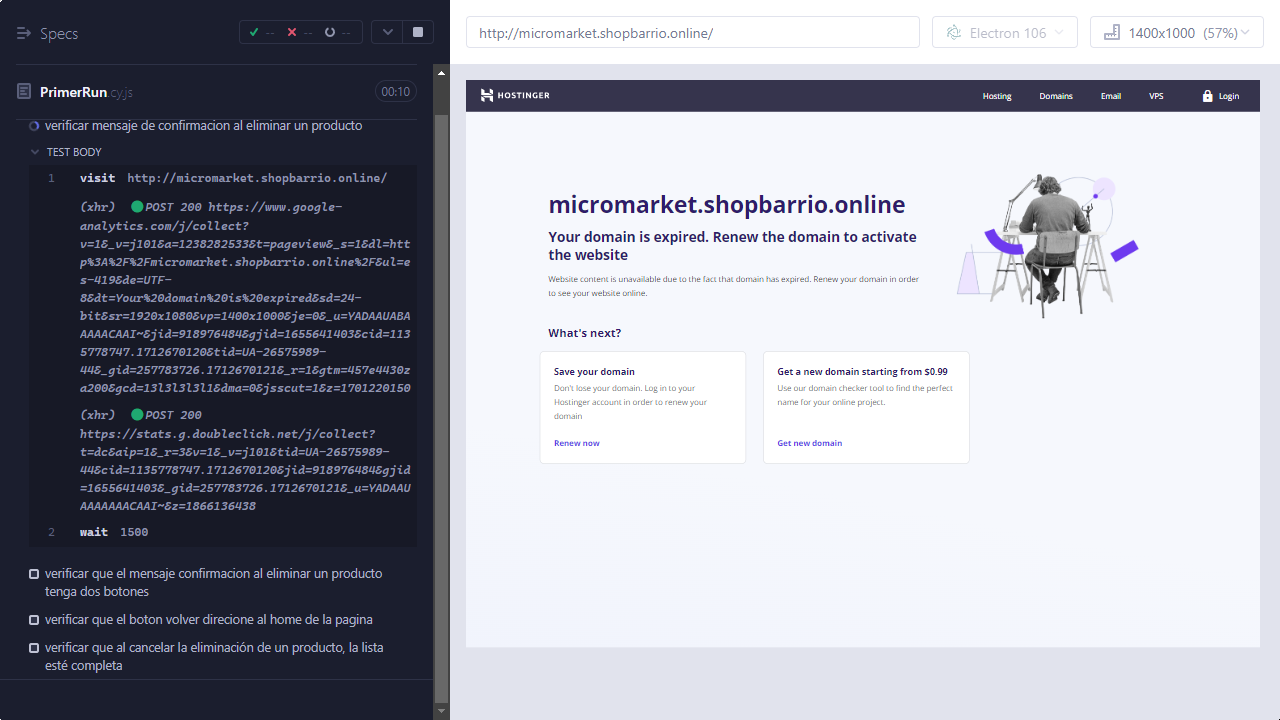 Specs
--
--
--
PrimerRun.cy.js
00:10
verificar mensaje de confirmacion al eliminar un producto
TEST BODY
1 visit http://micromarket.shopbarrio.online/
(xhr) POST 200 https://www.google-
analytics.com/j/collect?
v=1&_v=j101&a=1238282533&t=pageview&_s=1&dl=htt
p%3A%2F%2Fmicromarket.shopbarrio.online%2F&ul=e
s-419&de=UTF-
8&dt=Your%20domain%20is%20expired&sd=24-
bit&sr=1920x1080&vp=1400x1000&je=0&_u=YADAAUABA
AAAACAAI~&jid=918976484&gjid=1655641403&cid=113
5778747.1712670120&tid=UA-26575989-
44&_gid=257783726.1712670121&_r=1&gtm=457e4430z
a200&gcd=13l3l3l3l1&dma=0&jsscut=1&z=1701220150
(xhr) POST 200
https://stats.g.doubleclick.net/j/collect?
t=dc&aip=1&_r=3&v=1&_v=j101&tid=UA-26575989-
44&cid=1135778747.1712670120&jid=918976484&gjid
=1655641403&_gid=257783726.1712670121&_u=YADAAU
AAAAAAACAAI~&z=1866136438
2 wait 1500
verificar que el mensaje confirmacion al eliminar un producto
tenga dos botones
verificar que el boton volver direcione al home de la pagina
verificar que al cancelar la eliminación de un producto, la lista
esté completa
http://micromarket.shopbarrio.online/
Electron 106
1400x1000 (57%)
HOSTINGER
Hosting
Domains
Email
VPS
Login
micromarket.shopbarrio.online
Your domain is expired. Renew the domain to activate
the website
Website content is unavailable due to the fact that domain has expired. Renew your domain in order
to see your website online.
What's next?
Save your domain
Don't lose your domain. Log in to your
Hostinger account in order to renew your
domain
Renew now
Get a new domain starting from $0.99
Use our domain checker tool to find the perfect
name for your online project.
Get new domain